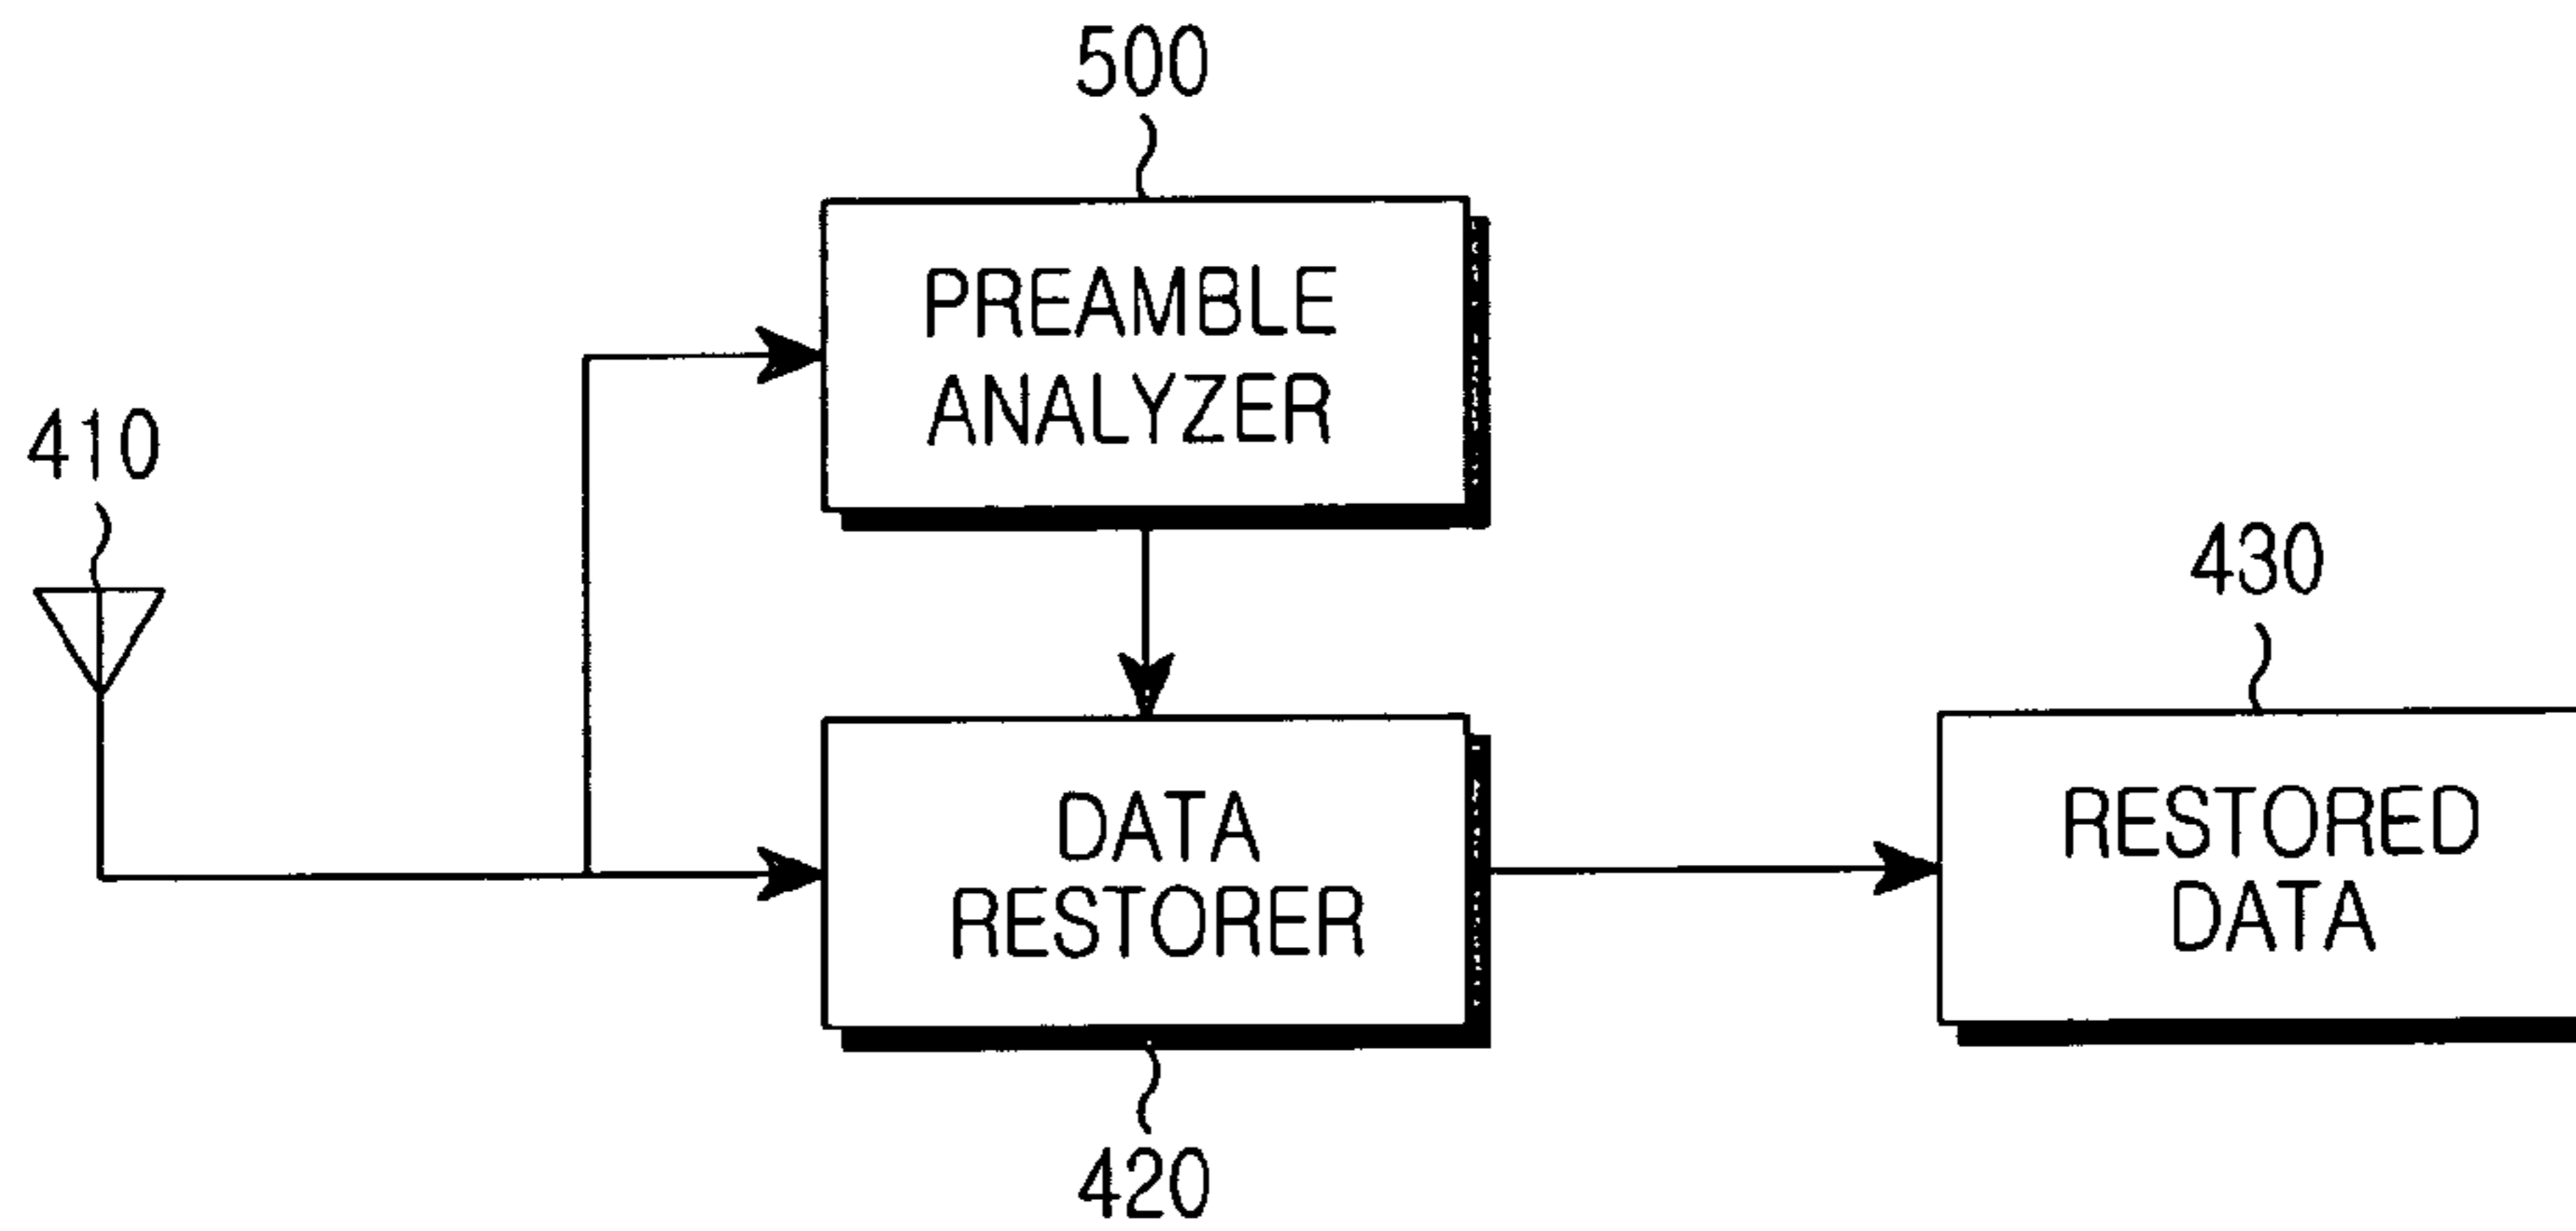 500
PREAMBLE
ANALYZER
410
430
DATA
RESTORER
RESTORED
DATA
420